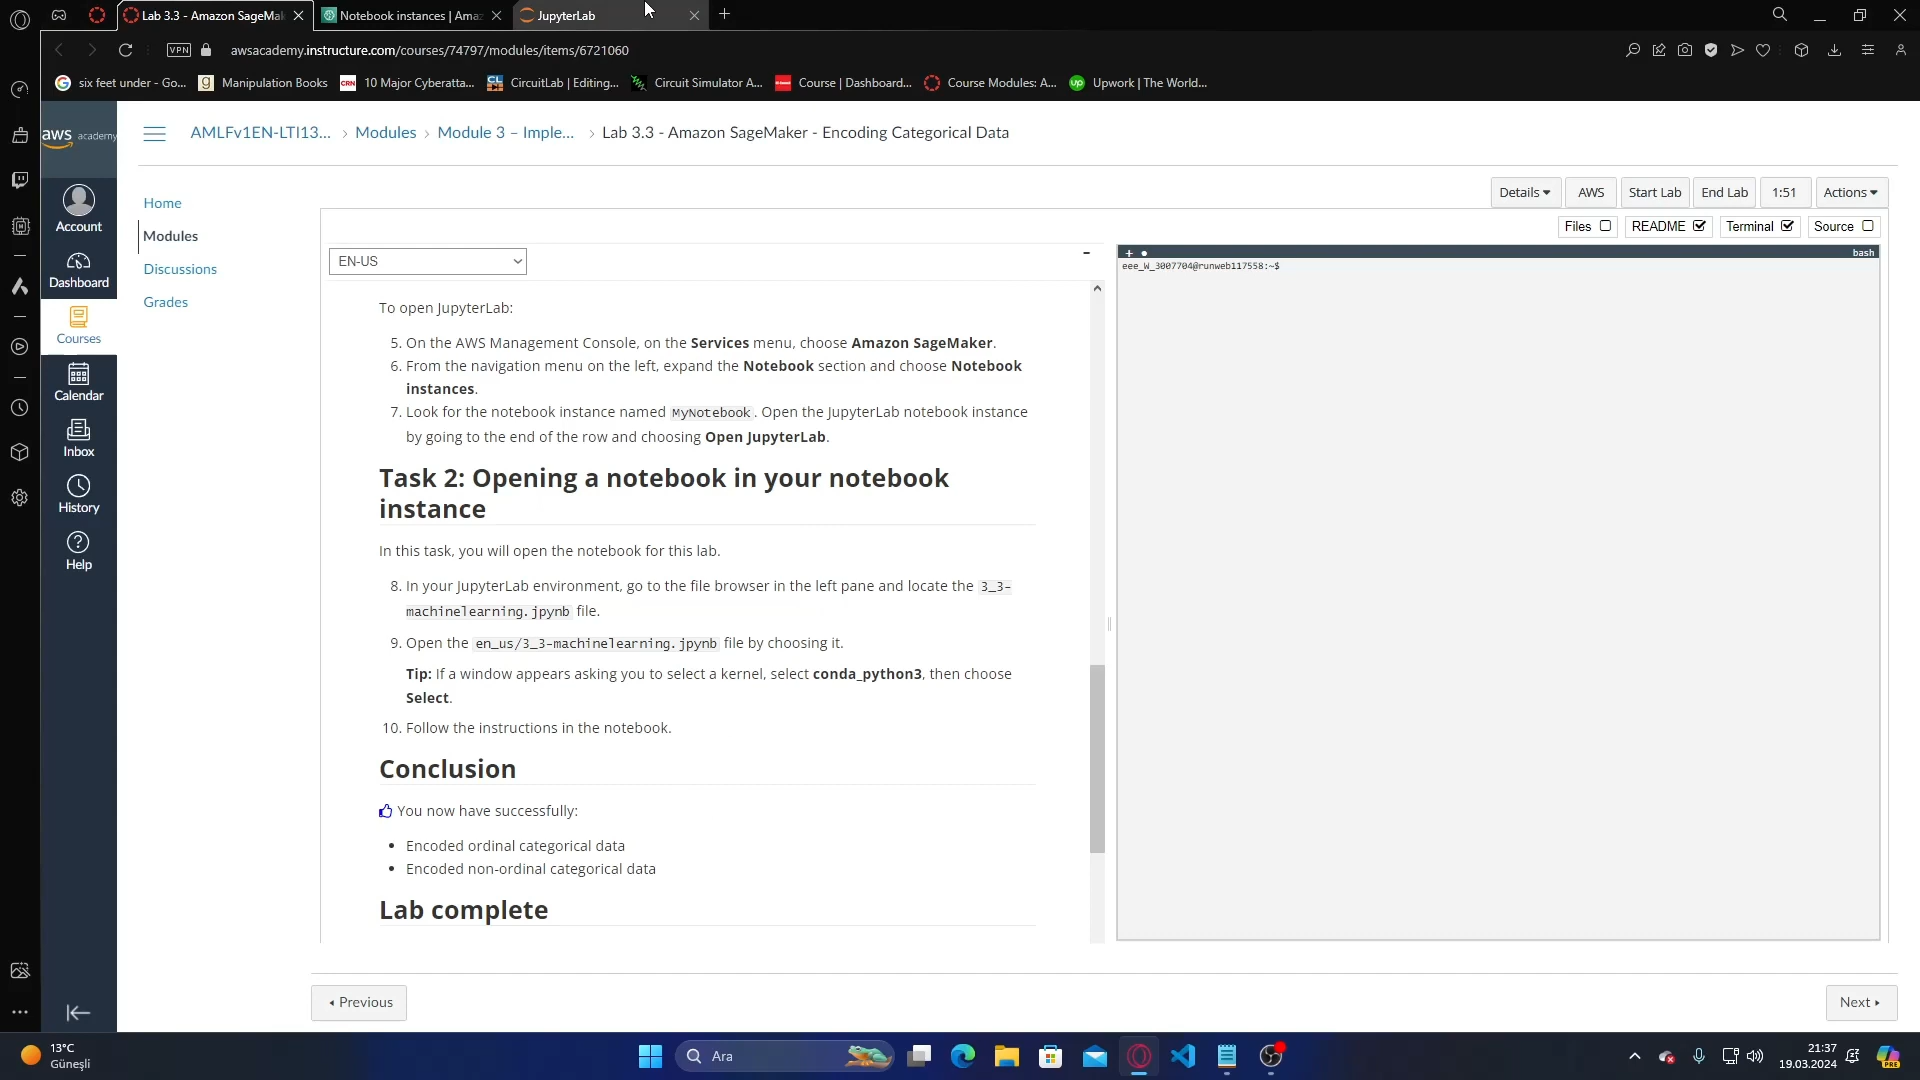 Lab 3.3 - Amazon SageMa
Notebook instances | Amaz
JupyterLab
VPN
awsacademy.instructure.com/courses/74797/modules/items/6721060
six feet under - Go...
Manipulation Books
CRN
10 Major Cyberatta...
CL
CircuitLab | Editing...
Circuit Simulator A...
Course | Dashboard...
Course Modules: A...
up
Upwork | The World...
aws academy
AMLFv1EN-LTI13... > Modules > Module 3 – Imple... > Lab 3.3 - Amazon SageMaker - Encoding Categorical Data
Account
Dashboard
Courses
Calendar
Inbox
History
Help
Home
Modules
Discussions
Grades
Details
AWS
Start Lab
End Lab
1:51
Actions
Files
README
Terminal
Source
EN-US
bash
eee_W_3007704@runweb117558:~$
To open JupyterLab:
5. On the AWS Management Console, on the Services menu, choose Amazon SageMaker.
6. From the navigation menu on the left, expand the Notebook section and choose Notebook
instances.
7. Look for the notebook instance named MyNotebook. Open the JupyterLab notebook instance
by going to the end of the row and choosing Open JupyterLab.
Task 2: Opening a notebook in your notebook
instance
In this task, you will open the notebook for this lab.
8. In your JupyterLab environment, go to the file browser in the left pane and locate the 3_3-
machinelearning.jpynb file.
9. Open the en_us/3_3-machinelearning.jpynb file by choosing it.
Tip: If a window appears asking you to select a kernel, select conda_python3, then choose
Select.
10. Follow the instructions in the notebook.
Conclusion
You now have successfully:
• Encoded ordinal categorical data
• Encoded non-ordinal categorical data
Lab complete
Previous
Next
13°C
Güneşli
Ara
21:37
19.03.2024
PRE